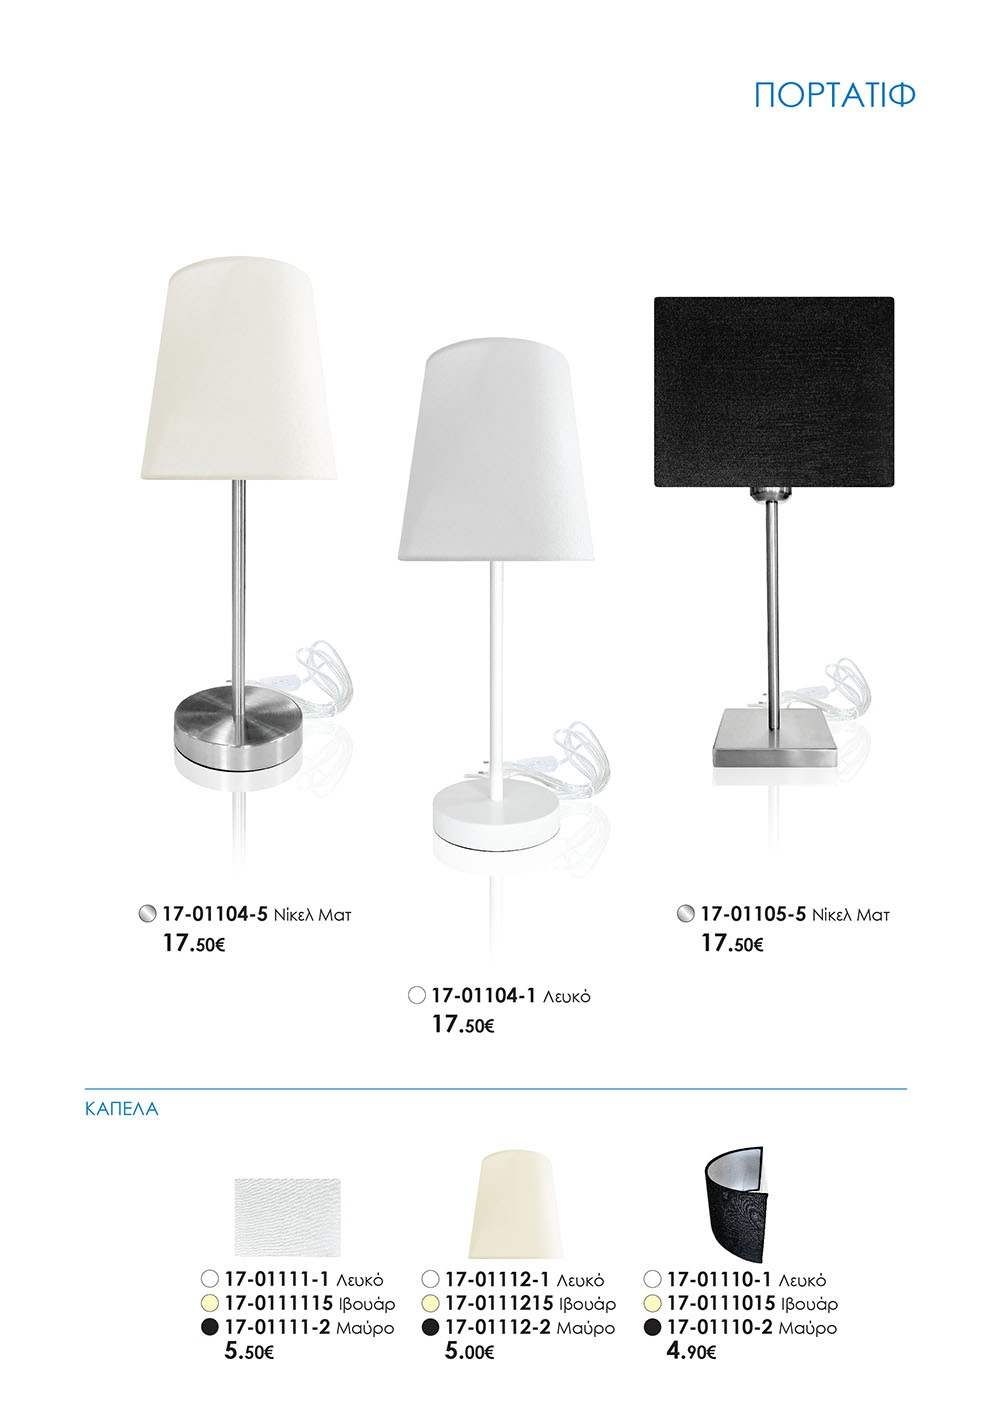 ΠΟΡΤΑΤΙΦ
17-01104-5 Νίκελ Ματ
17.50€
17-01105-5 Νίκελ Ματ
17.50€
17-01104-1 Λευκό
17.50€
ΚΑΠΕΛΑ
17-01111-1 Λευκό
17-0111115 Ιβουάρ
17-01111-2 Μαύρο
5.50€
17-01112-1 Λευκό
17-0111215 Ιβουάρ
17-01112-2 Μαύρο
5.00€
17-01110-1 Λευκό
17-0111015 Ιβουάρ
17-01110-2 Μαύρο
4.90€